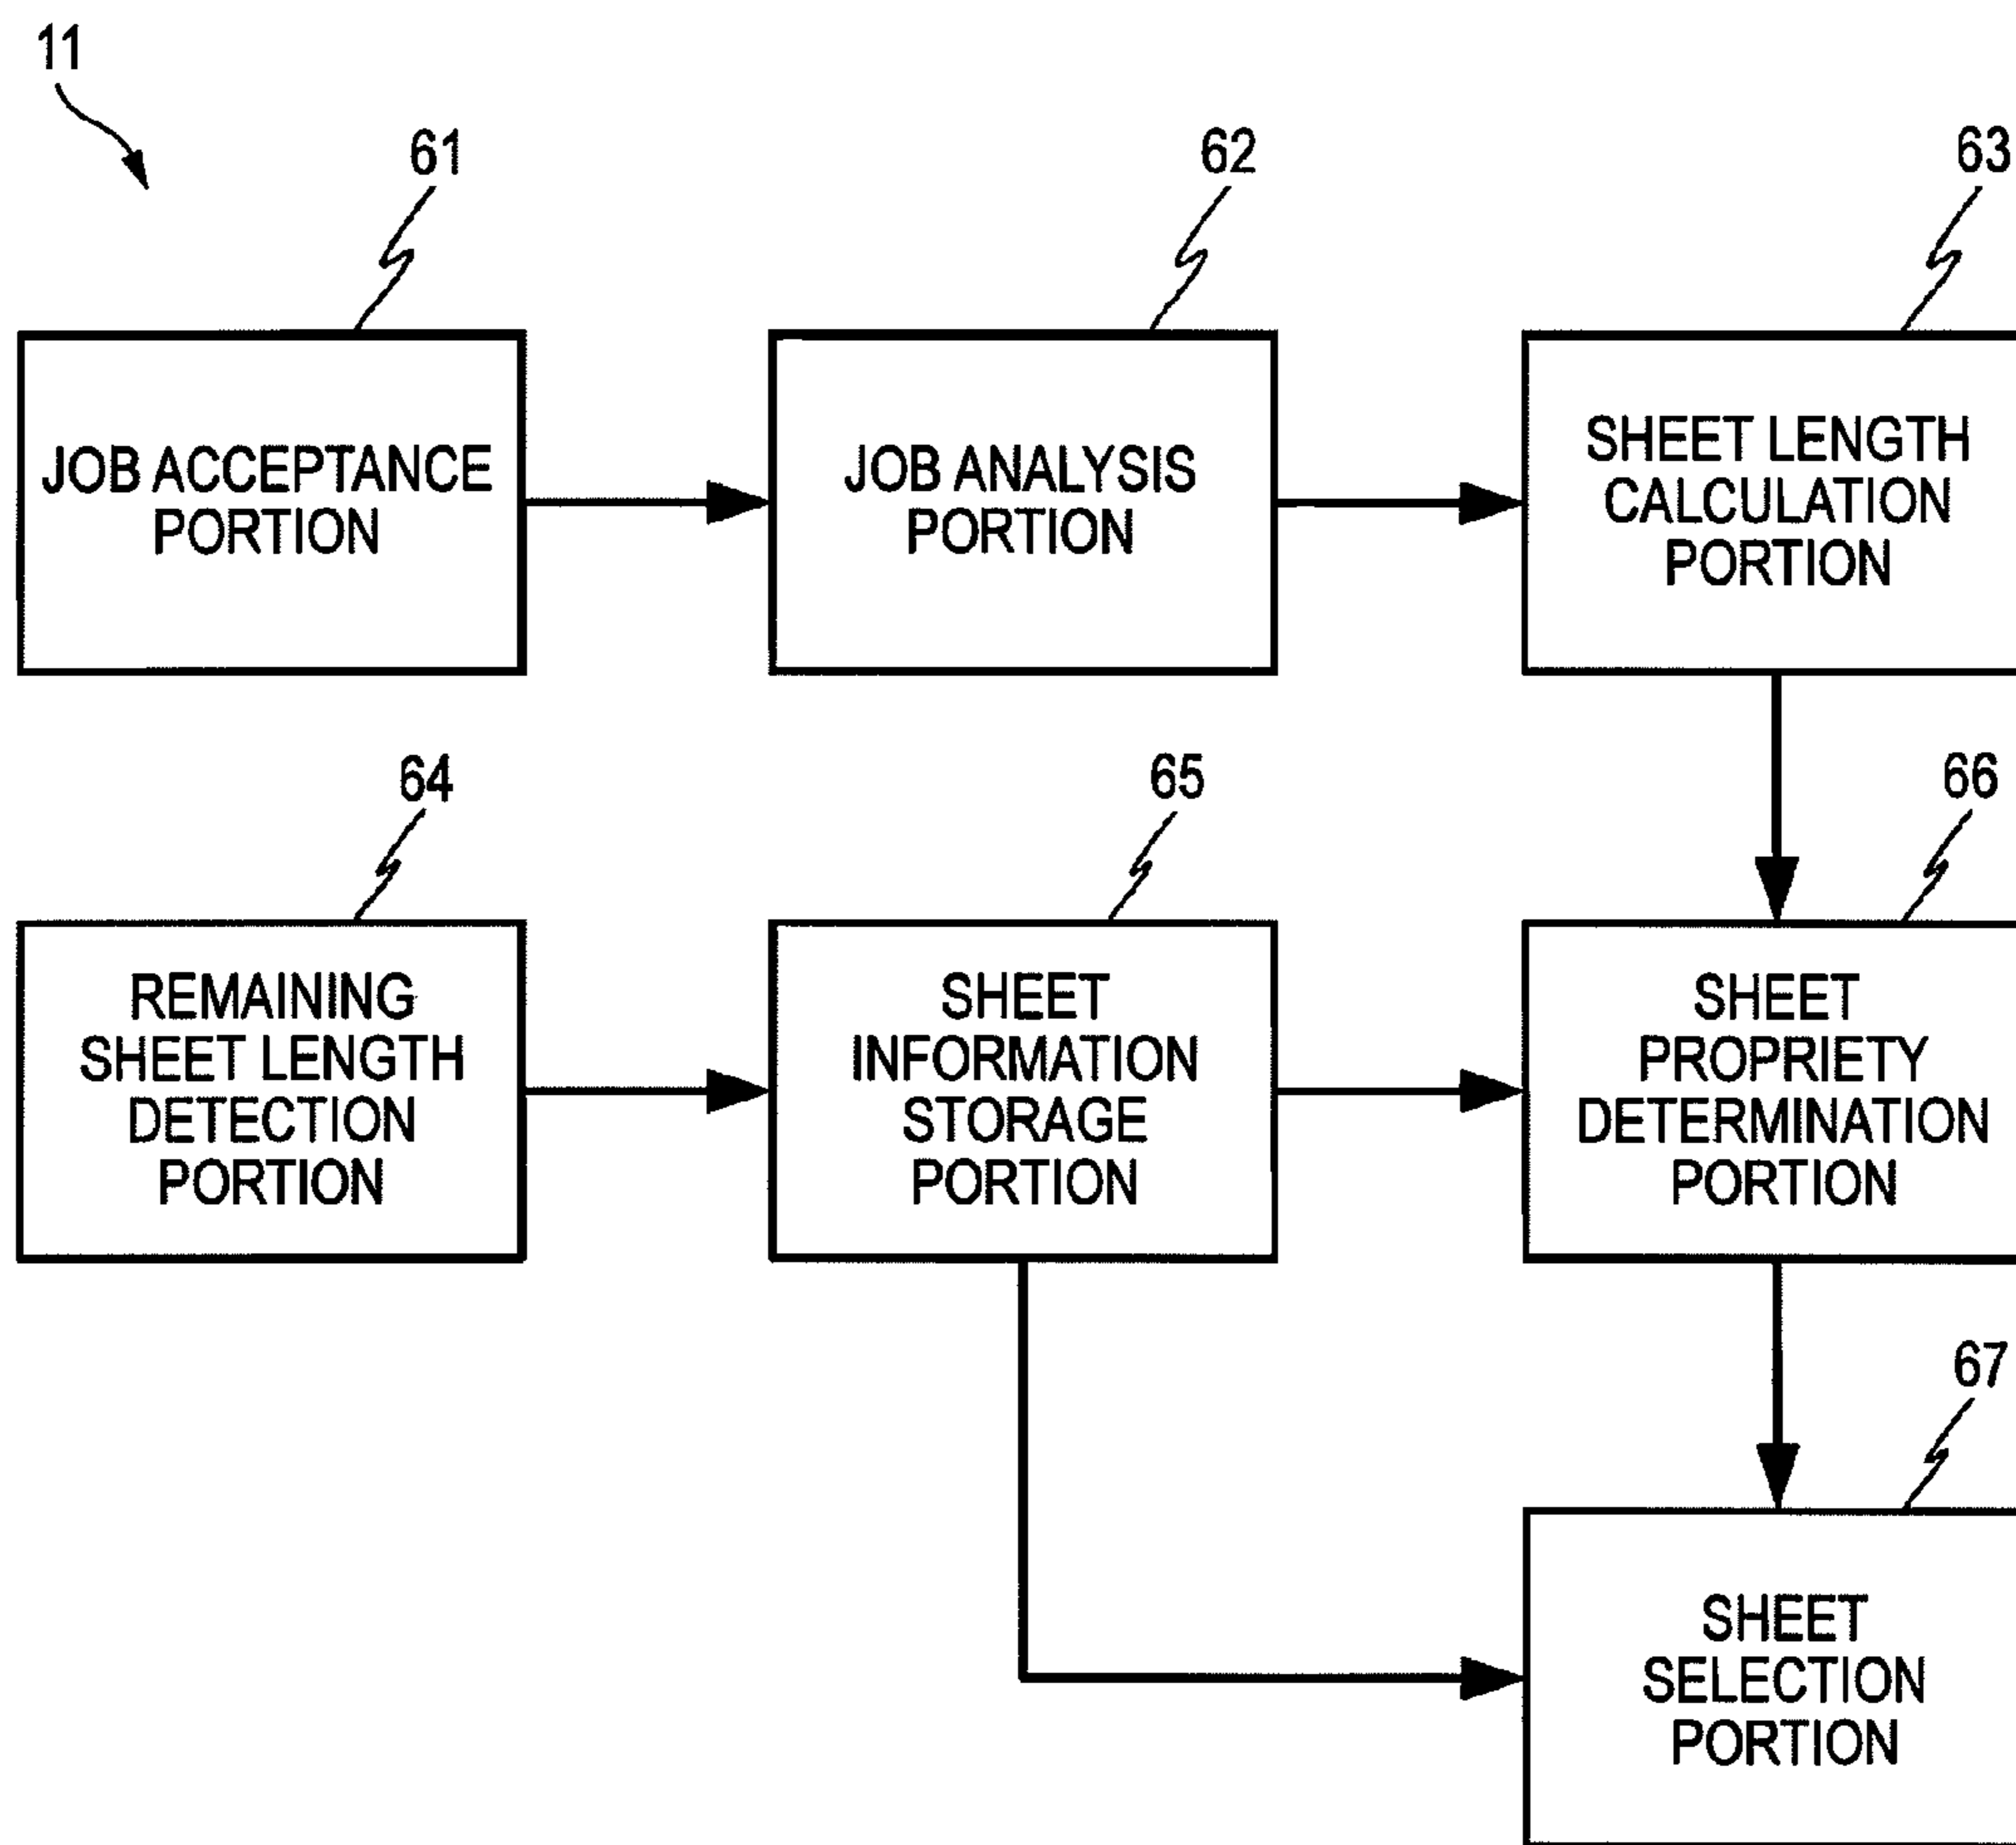 11
61
62
63
JOB ACCEPTANCE
PORTION
JOB ANALYSIS
PORTION
SHEET LENGTH
CALCULATION
PORTION
64
65
66
REMAINING
SHEET LENGTH
DETECTION
PORTION
SHEET
INFORMATION
STORAGE
PORTION
SHEET
PROPRIETY
DETERMINATION
PORTION
67
SHEET
SELECTION
PORTION